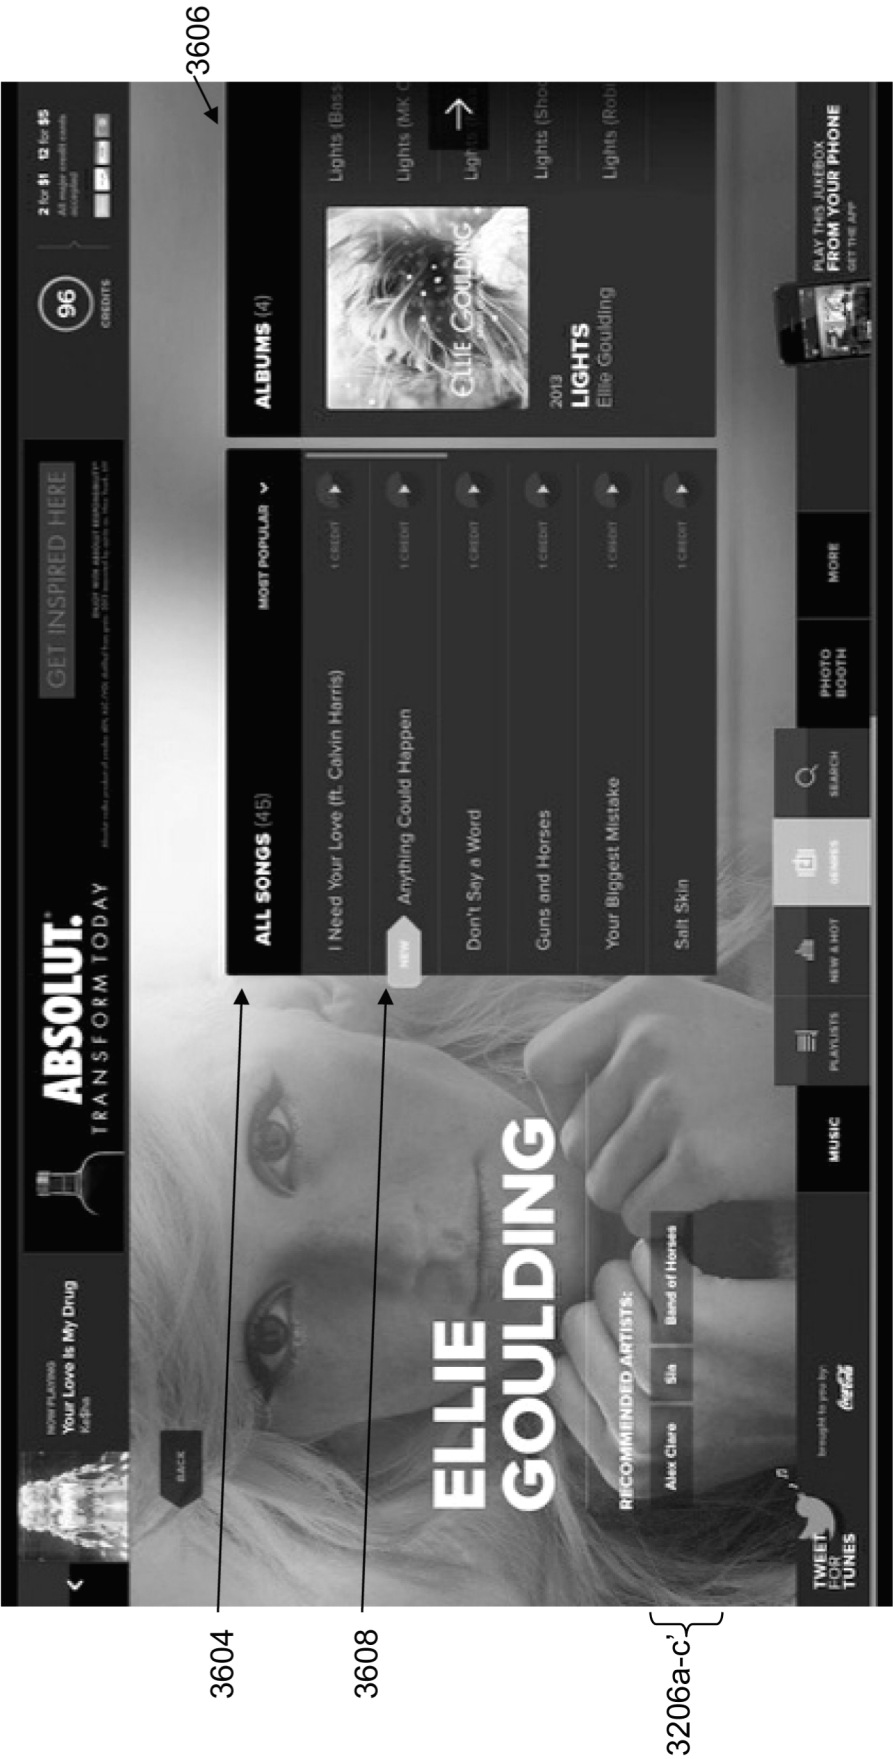 3606
NOW PLAYING
Your Love Is My Drug
Ke$ha
ABSOLUT.
TRANSFORM TODAY
GET INSPIRED HERE
96
CREDITS
2 for $1 12 for $5
All major credit cards
accepted
BACK
ELLIE
GOULDING
RECOMMENDED ARTISTS:
Alex Clare
Sia
Band of Horses
ALL SONGS (45)
MOST POPULAR
I Need Your Love (ft. Calvin Harris)
1 CREDIT
NEW
Anything Could Happen
1 CREDIT
Don't Say a Word
1 CREDIT
Guns and Horses
1 CREDIT
Your Biggest Mistake
1 CREDIT
Salt Skin
1 CREDIT
ALBUMS (4)
ELLIE GOULDING
2013
LIGHTS
Ellie Goulding
Lights (Bass
Lights (MK
Lights
Lights (Shoo
Lights (Robi
TWEET
FOR
TUNES
brought to you by:
Coca-Cola
MUSIC
PLAYLISTS
NEW & HOT
GENRES
SEARCH
PHOTO
BOOTH
MORE
PLAY THIS JUKEBOX
FROM YOUR PHONE
GET THE APP
3604
3608
3206a-c'